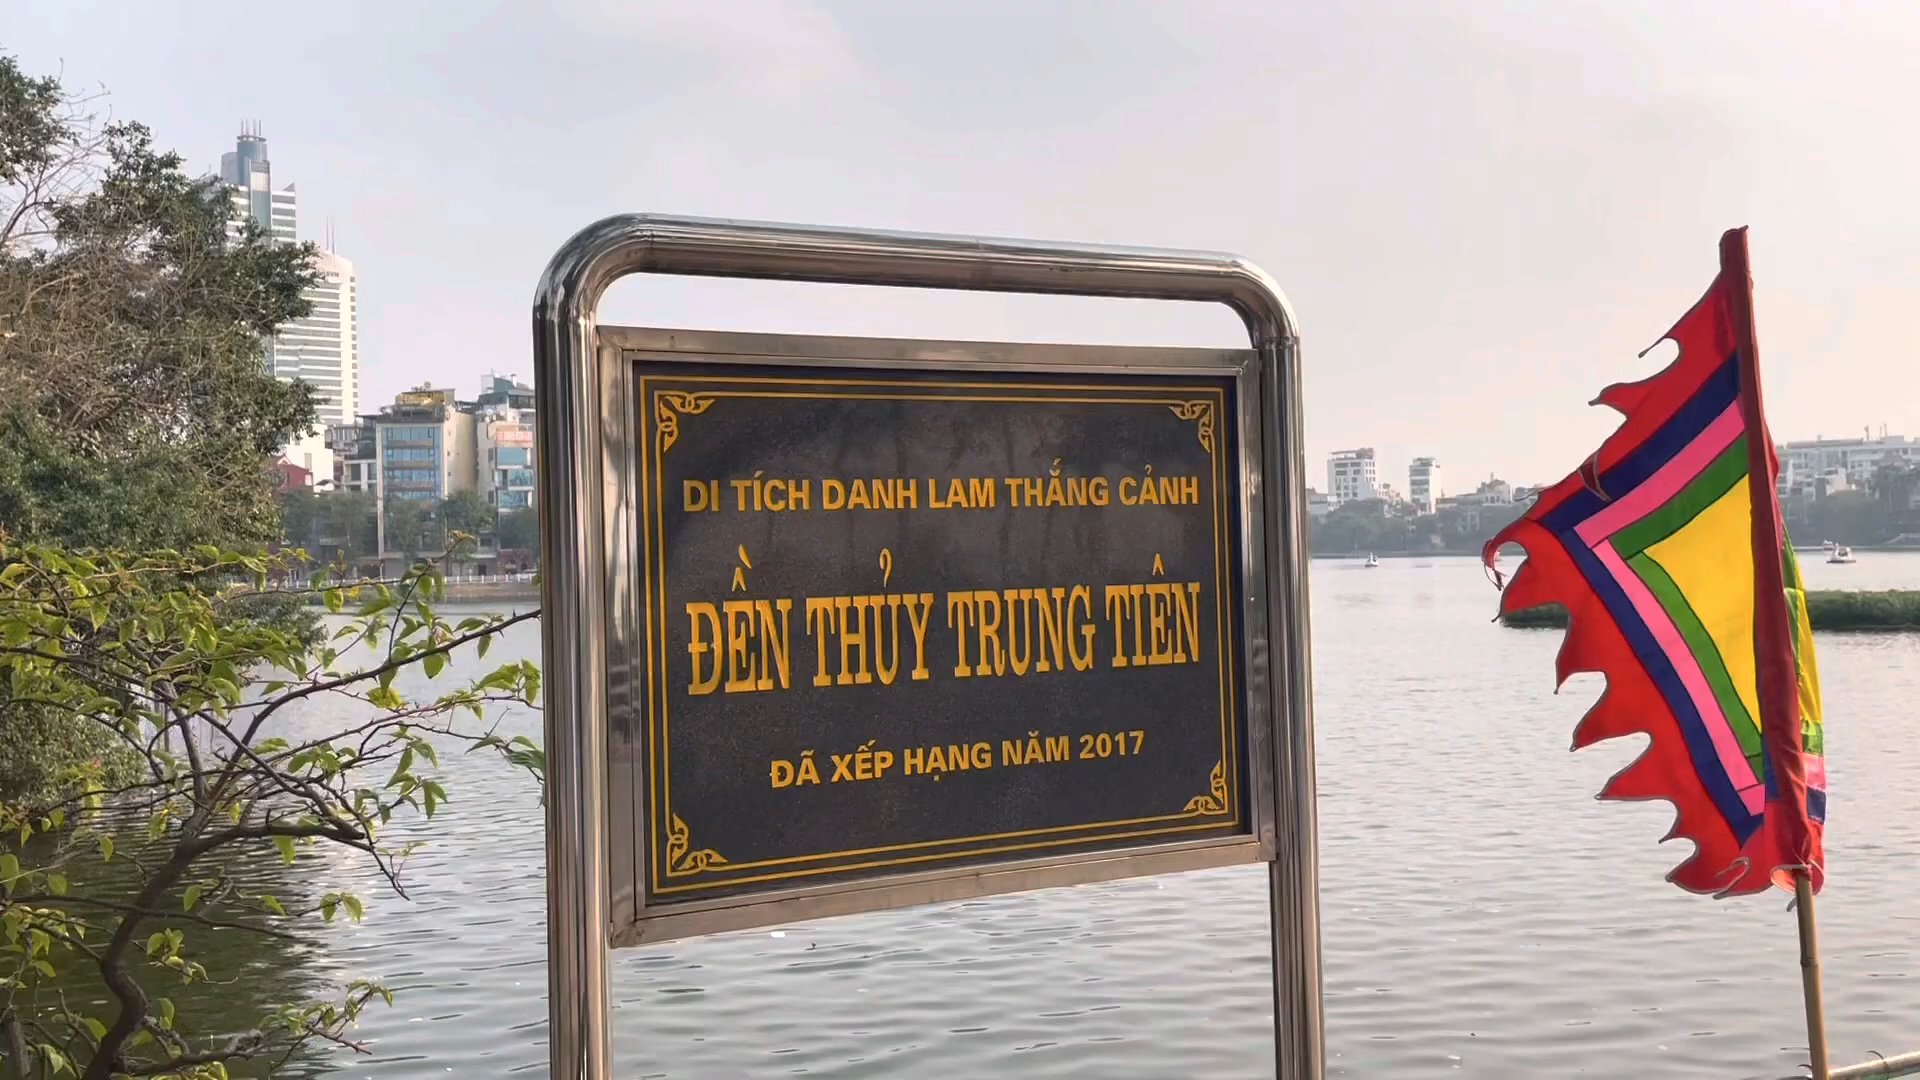 DI TÍCH DANH LAM THẮNG CẢNH
ĐỀN THỦY TRUNG TIÊN
ĐÃ XẾP HẠNG NĂM 2017